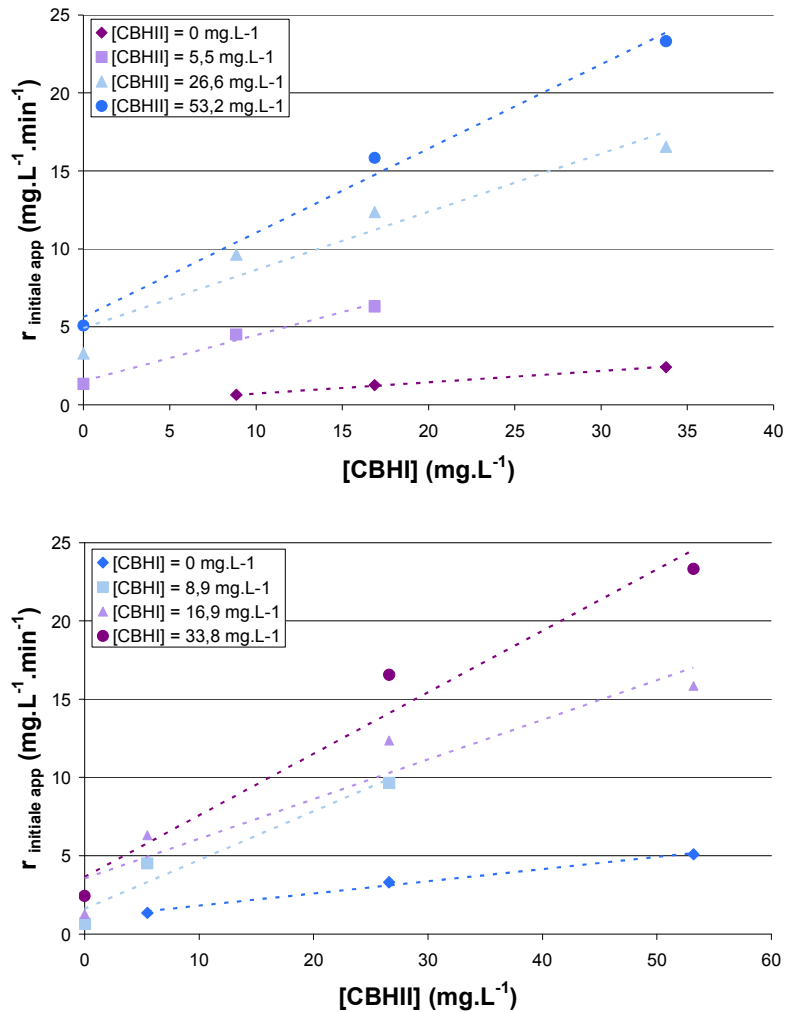 25
20
15
10
5
0
r initiale app (mg.L-1.min-1)
[CBHII] = 0 mg.L-1
[CBHII] = 5,5 mg.L-1
[CBHII] = 26,6 mg.L-1
[CBHII] = 53,2 mg.L-1
0 5 10 15 20 25 30 35 40
[CBHI] (mg.L-1)
25
20
15
10
5
0
r initiale app (mg.L-1.min-1)
[CBHI] = 0 mg.L-1
[CBHI] = 8,9 mg.L-1
[CBHI] = 16,9 mg.L-1
[CBHI] = 33,8 mg.L-1
0 10 20 30 40 50 60
[CBHII] (mg.L-1)